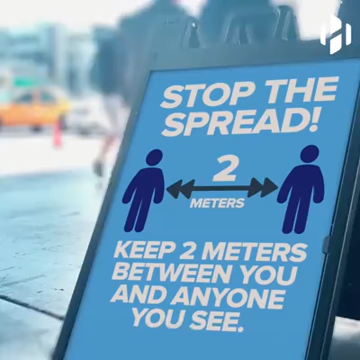 STOP THE
SPREAD!
2
METERS
KEEP 2 METERS
BETWEEN YOU
AND ANYONE
YOU SEE.